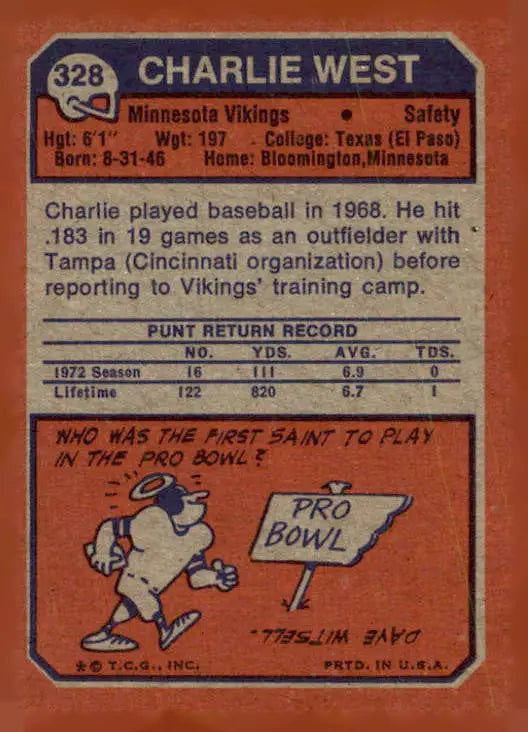 328 CHARLIE WEST
Minnesota Vikings • Safety
Hgt: 6'1" Wgt: 197 College: Texas (El Paso)
Born: 8-31-46 Home: Bloomington, Minnesota
Charlie played baseball in 1968. He hit
.183 in 19 games as an outfielder with
Tampa (Cincinnati organization) before
reporting to Vikings' training camp.
PUNT RETURN RECORD
NO. YDS. AVG. TDS.
1972 Season 16 111 6.9 0
Lifetime 122 820 6.7 1
WHO WAS THE FIRST SAINT TO PLAY
IN THE PRO BOWL?
PRO
BOWL
DAVE WITSELL.
* © T.C.G., INC. PRTD. IN U.S.A.